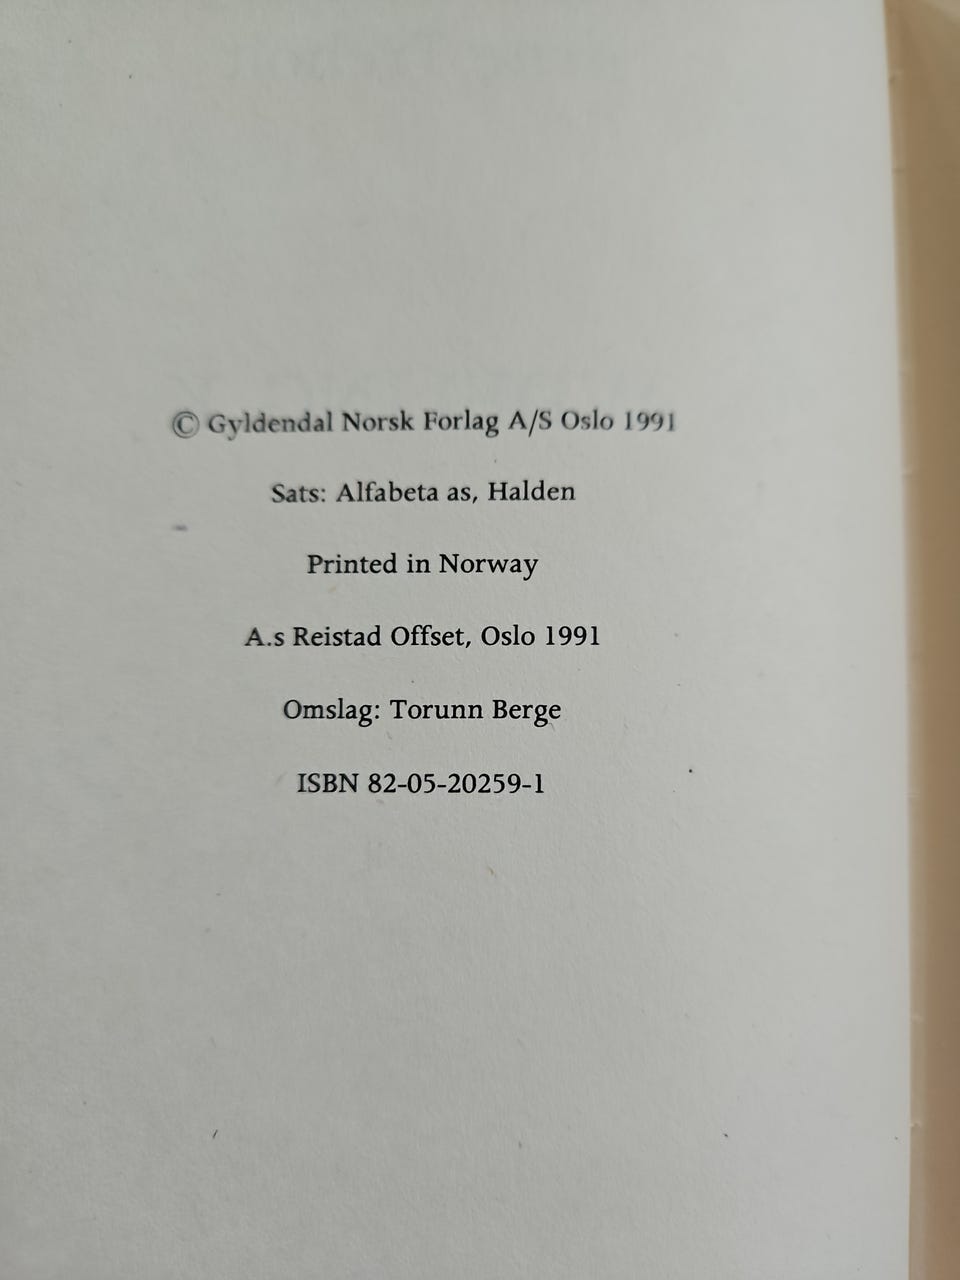 © Gyldendal Norsk Forlag A/S Oslo 1991
Sats: Alfabeta as, Halden
Printed in Norway
A.s Reistad Offset, Oslo 1991
Omslag: Torunn Berge
ISBN 82-05-20259-1